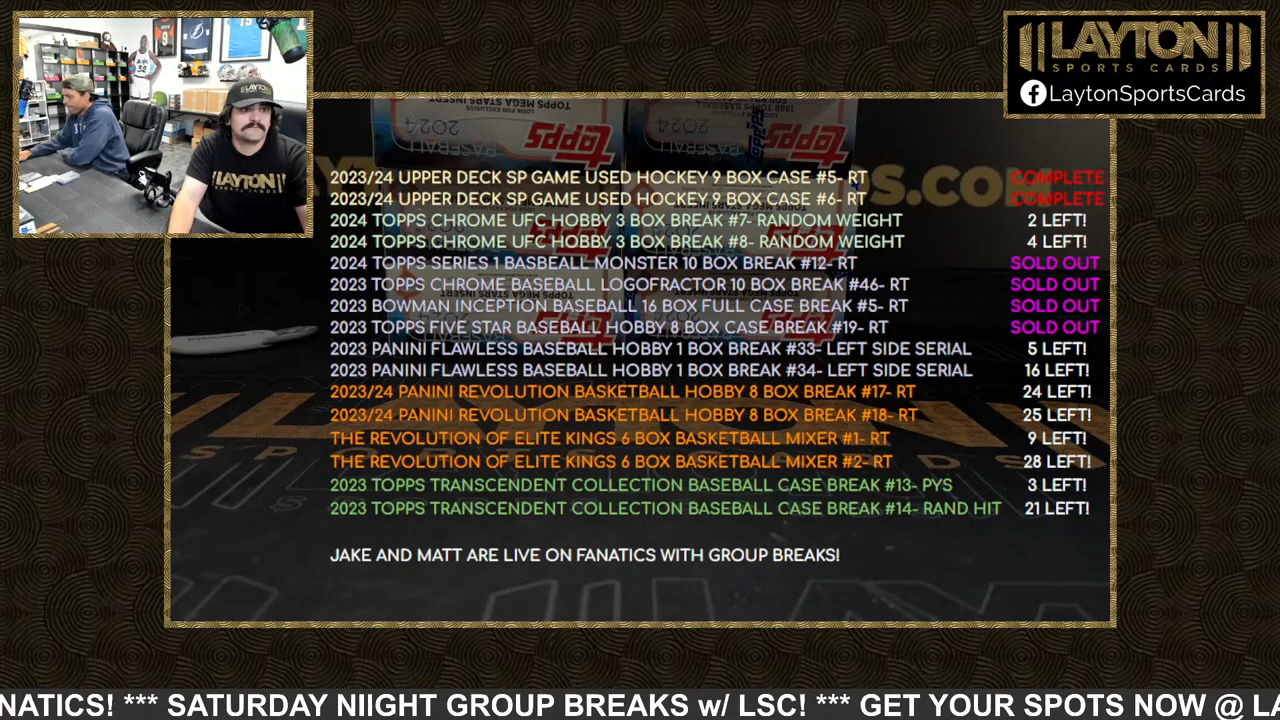 LAYTON
SPORTS CARDS
LaytonSportsCards
2023/24 UPPER DECK SP GAME USED HOCKEY 9 BOX CASE #5- RT COMPLETE
2023/24 UPPER DECK SP GAME USED HOCKEY 9 BOX CASE #6- RT COMPLETE
2024 TOPPS CHROME UFC HOBBY 3 BOX BREAK #7- RANDOM WEIGHT 2 LEFT!
2024 TOPPS CHROME UFC HOBBY 3 BOX BREAK #8- RANDOM WEIGHT 4 LEFT!
2024 TOPPS SERIES 1 BASBEALL MONSTER 10 BOX BREAK #12- RT SOLD OUT
2023 TOPPS CHROME BASEBALL LOGOFRACTOR 10 BOX BREAK #46- RT SOLD OUT
2023 BOWMAN INCEPTION BASEBALL 16 BOX FULL CASE BREAK #5- RT SOLD OUT
2023 TOPPS FIVE STAR BASEBALL HOBBY 8 BOX CASE BREAK #19- RT SOLD OUT
2023 PANINI FLAWLESS BASEBALL HOBBY 1 BOX BREAK #33- LEFT SIDE SERIAL 5 LEFT!
2023 PANINI FLAWLESS BASEBALL HOBBY 1 BOX BREAK #34- LEFT SIDE SERIAL 16 LEFT!
2023/24 PANINI REVOLUTION BASKETBALL HOBBY 8 BOX BREAK #17- RT 24 LEFT!
2023/24 PANINI REVOLUTION BASKETBALL HOBBY 8 BOX BREAK #18- RT 25 LEFT!
THE REVOLUTION OF ELITE KINGS 6 BOX BASKETBALL MIXER #1- RT 9 LEFT!
THE REVOLUTION OF ELITE KINGS 6 BOX BASKETBALL MIXER #2- RT 28 LEFT!
2023 TOPPS TRANSCENDENT COLLECTION BASEBALL CASE BREAK #13- PYS 3 LEFT!
2023 TOPPS TRANSCENDENT COLLECTION BASEBALL CASE BREAK #14- RAND HIT 21 LEFT!
JAKE AND MATT ARE LIVE ON FANATICS WITH GROUP BREAKS!
NATICS! *** SATURDAY NIIGHT GROUP BREAKS w/ LSC! *** GET YOUR SPOTS NOW @ LA